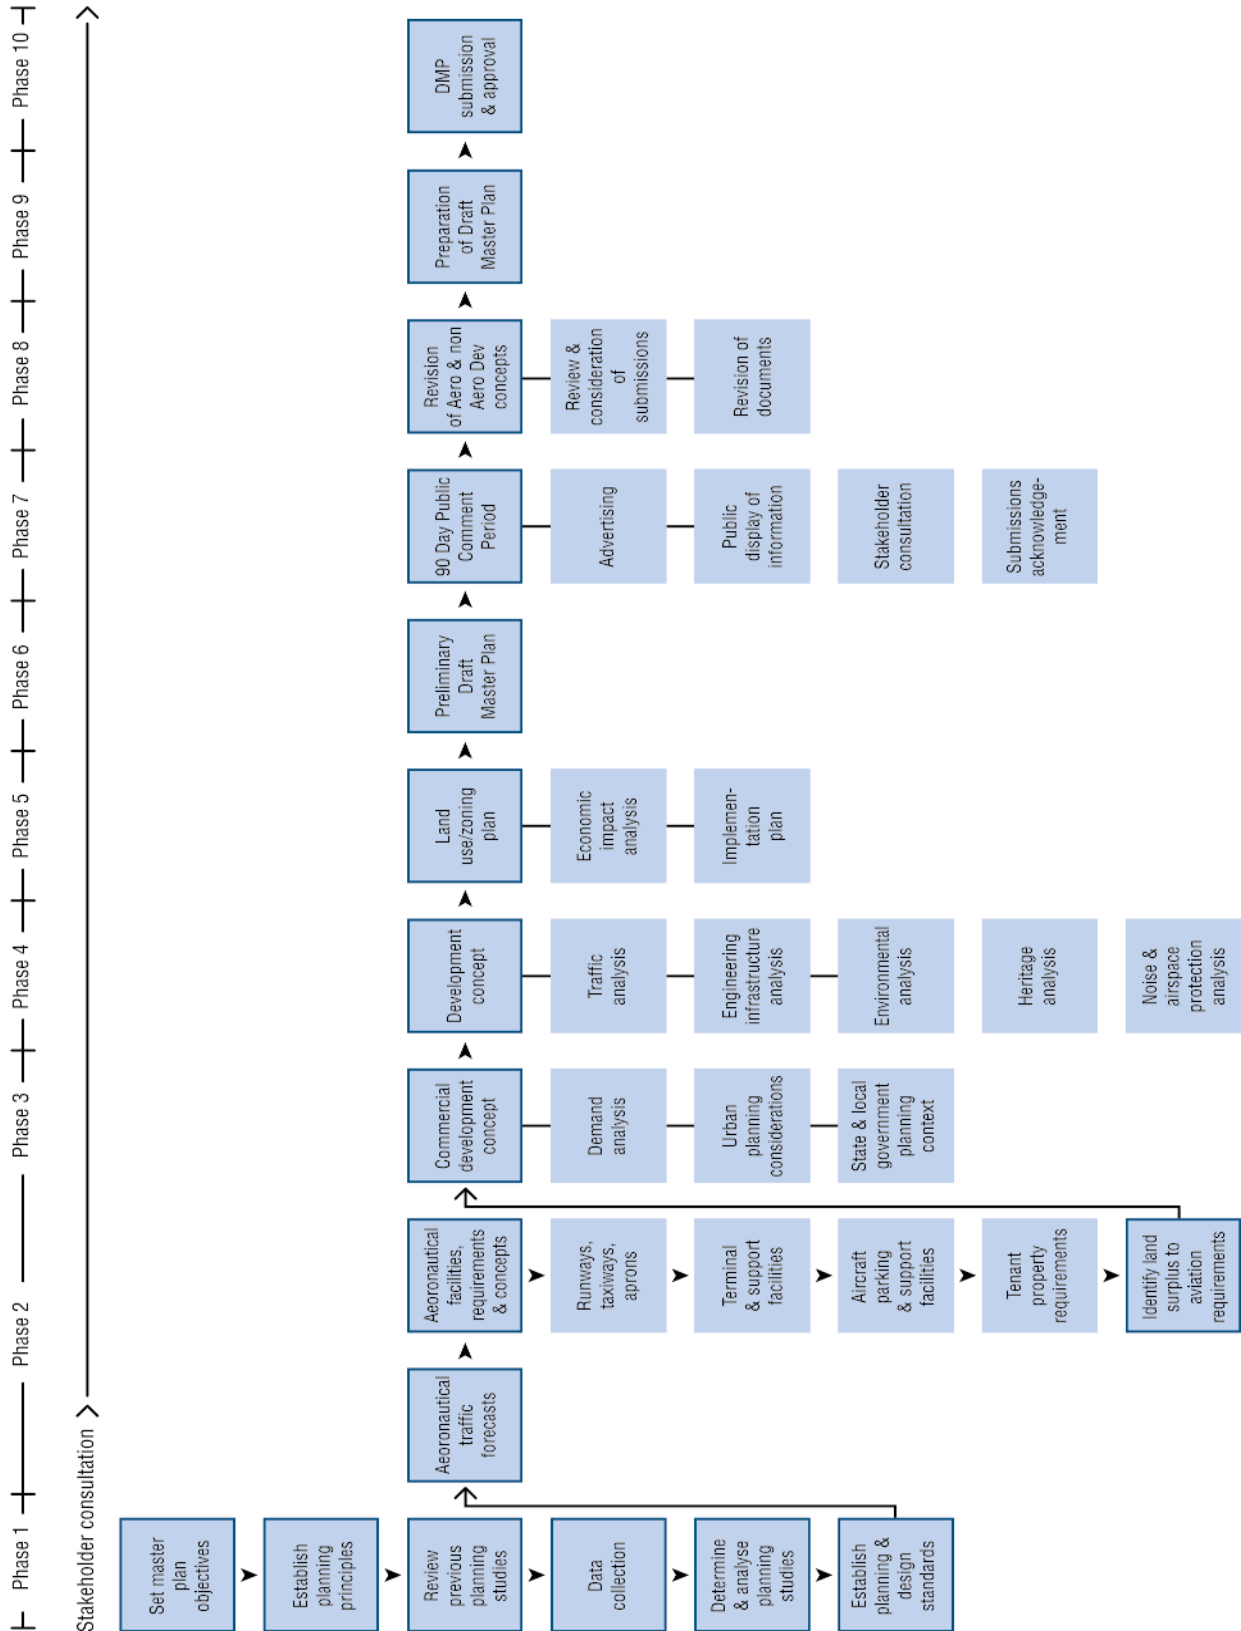 Phase 1
Phase 2
Phase 3
Phase 4
Phase 5
Phase 6
Phase 7
Phase 8
Phase 9
Phase 10
Stakeholder consultation
Set master
plan
objectives
Establish
planning
principles
Review
previous
planning
studies
Data
collection
Determine
& analyse
planning
studies
Establish
planning &
design
standards
Aeoronautical
traffic
forecasts
Aeoronautical
facilities,
requirements
& concepts
Runways,
taxiways,
aprons
Terminal
& support
facilities
Aircraft
parking
& support
facilities
Tenant
property
requirements
Identify land
surplus to
aviation
requirements
Commercial
development
concept
Demand
analysis
Urban
planning
considerations
State & local
government
planning
context
Development
concept
Traffic
analysis
Engineering
infrastructure
analysis
Environmental
analysis
Heritage
analysis
Noise &
airspace
protection
analysis
Land
use/zoning
plan
Economic
impact
analysis
Implemen-
tation
plan
Preliminary
Draft
Master Plan
90 Day Public
Comment
Period
Advertising
Public
display of
information
Stakeholder
consultation
Submissions
acknowledge-
ment
Revision
of Aero & non
Aero Dev
concepts
Review &
consideration
of
submissions
Revision of
documents
Preparation
of Draft
Master Plan
DMP
submission
& approval